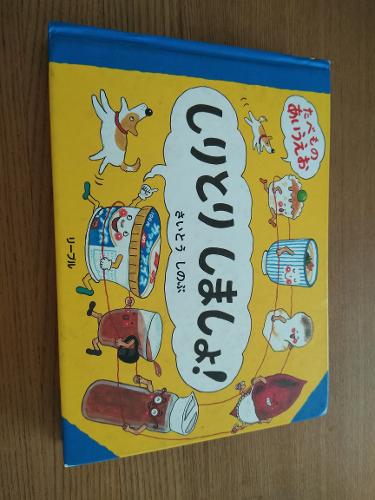 たべもの
あいうえお
しりとり しましょ!
さいとう しのぶ
リーブル